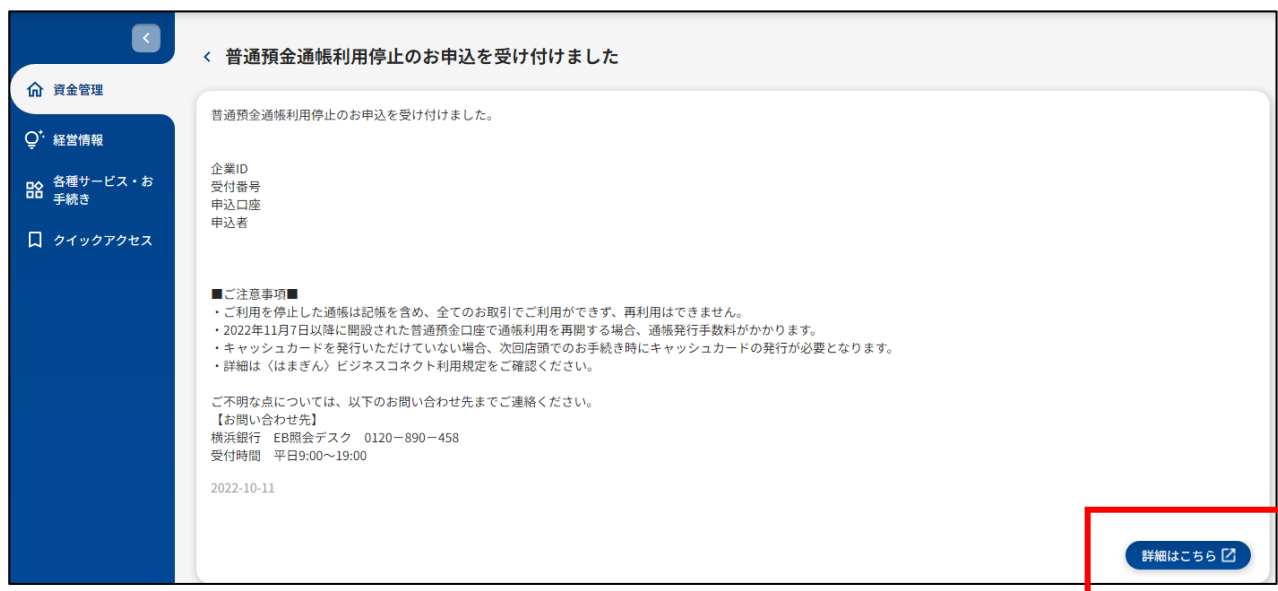 普通預金通帳利用停止のお申込を受け付けました
資金管理
経営情報
各種サービス・お
手続き
クイックアクセス
普通預金通帳利用停止のお申込を受け付けました。
企業ID
受付番号
申込口座
申込者
■ご注意事項■
・ご利用を停止した通帳は記帳を含め、全てのお取引でご利用ができず、再利用はできません。
・2022年11月7日以降に開設された普通預金口座で通帳利用を再開する場合、通帳発行手数料がかかります。
・キャッシュカードを発行いただけていない場合、次回店頭でのお手続き時にキャッシュカードの発行が必要となります。
・詳細は〈はまぎん〉ビジネスコネクト利用規定をご確認ください。
ご不明な点については、以下のお問い合わせ先までご連絡ください。
【お問い合わせ先】
横浜銀行　EB照会デスク　0120－890－458
受付時間　平日9:00～19:00
2022-10-11
詳細はこちら